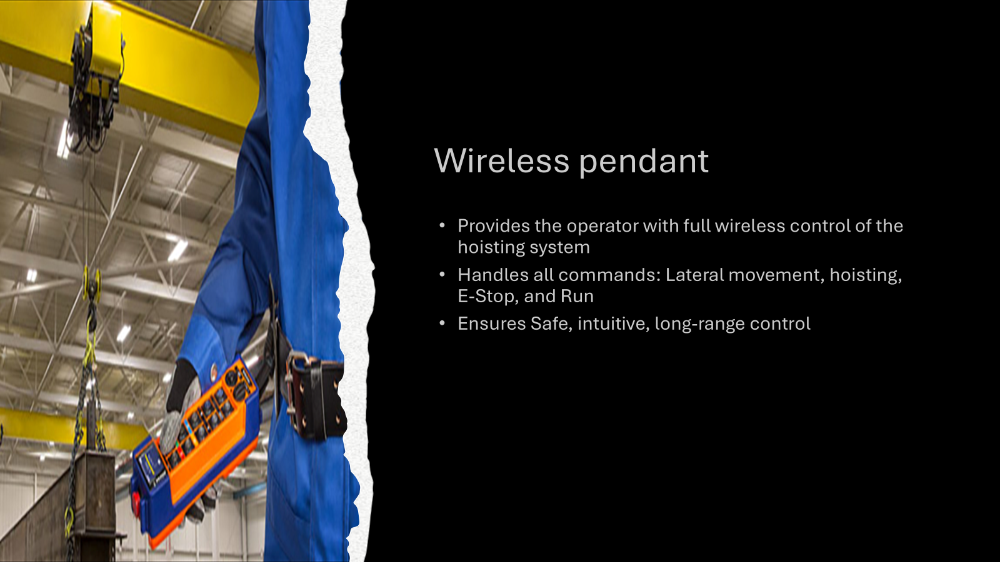 Wireless pendant
• Provides the operator with full wireless control of the
hoisting system
• Handles all commands: Lateral movement, hoisting,
E-Stop, and Run
• Ensures Safe, intuitive, long-range control